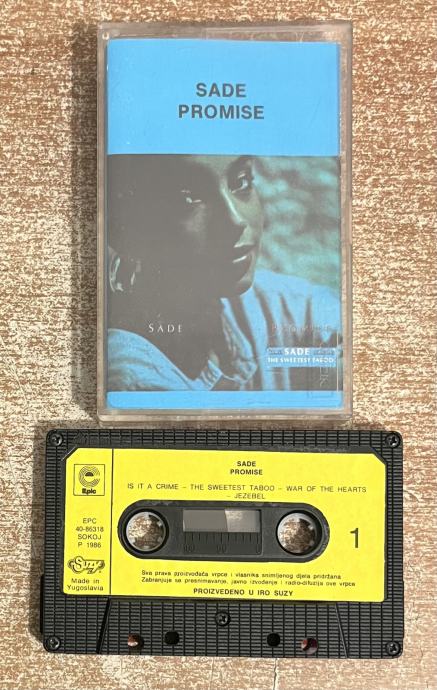 SADE
PROMISE
SADE
PROMISE
SADE
THE SWEETEST TABOO
Epic
SADE
PROMISE
IS IT A CRIME – THE SWEETEST TABOO – WAR OF THE HEARTS
– JEZEBEL
EPC
40-86318
SOKOJ
P 1986
1
SUZY
Made in
Yugoslavia
Sva prava proizvođača vrpce i vlasnika snimljenog djela pridržana
Zabranjuje se presnimavanje, javno izvođenje i radio-difuzija ove vrpce
PROIZVEDENO U IRO SUZY